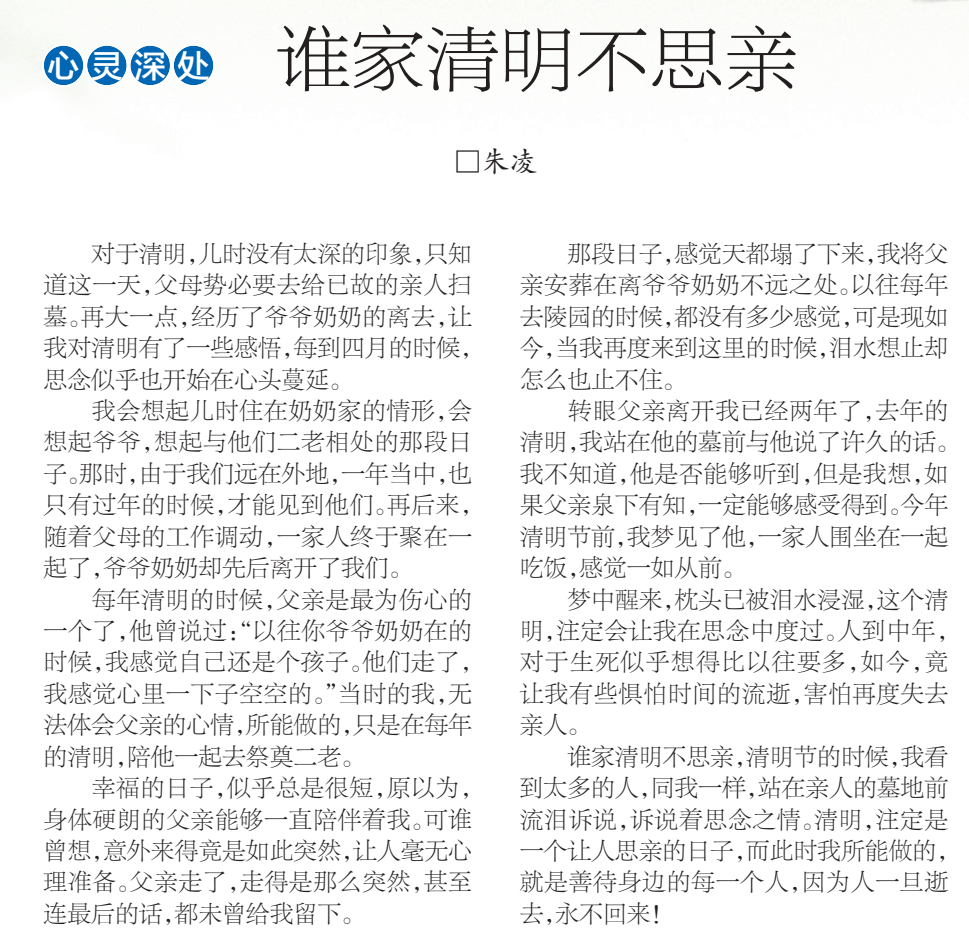 心灵深处
谁家清明不思亲
□朱凌
对于清明,儿时没有太深的印象,只知
道这一天,父母势必要去给已故的亲人扫
墓。再大一点,经历了爷爷奶奶的离去,让
我对清明有了一些感悟,每到四月的时候,
思念似乎也开始在心头蔓延。
我会想起儿时住在奶奶家的情形,会
想起爷爷,想起与他们二老相处的那段日
子。那时,由于我们远在外地,一年当中,也
只有过年的时候,才能见到他们。再后来,
随着父母的工作调动,一家人终于聚在一
起了,爷爷奶奶却先后离开了我们。
每年清明的时候,父亲是最为伤心的
一个了,他曾说过:“以往你爷爷奶奶在的
时候,我感觉自己还是个孩子。他们走了,
我感觉心里一下子空空的。”当时的我,无
法体会父亲的心情,所能做的,只是在每年
的清明,陪他一起去祭奠二老。
幸福的日子,似乎总是很短,原以为,
身体硬朗的父亲能够一直陪伴着我。可谁
曾想,意外来得竟是如此突然,让人毫无心
理准备。父亲走了,走得是那么突然,甚至
连最后的话,都未曾给我留下。
那段日子,感觉天都塌了下来,我将父
亲安葬在离爷爷奶奶不远之处。以往每年
去陵园的时候,都没有多少感觉,可是现如
今,当我再度来到这里的时候,泪水想止却
怎么也止不住。
转眼父亲离开我已经两年了,去年的
清明,我站在他的墓前与他说了许久的话。
我不知道,他是否能够听到,但是我想,如
果父亲泉下有知,一定能够感受得到。今年
清明节前,我梦见了他,一家人围坐在一起
吃饭,感觉一如从前。
梦中醒来,枕头已被泪水浸湿,这个清
明,注定会让我在思念中度过。人到中年,
对于生死似乎想得比以往要多,如今,竟
让我有些惧怕时间的流逝,害怕再度失去
亲人。
谁家清明不思亲,清明节的时候,我看
到太多的人,同我一样,站在亲人的墓地前
流泪诉说,诉说着思念之情。清明,注定是
一个让人思亲的日子,而此时我所能做的,
就是善待身边的每一个人,因为人一旦逝
去,永不回来!